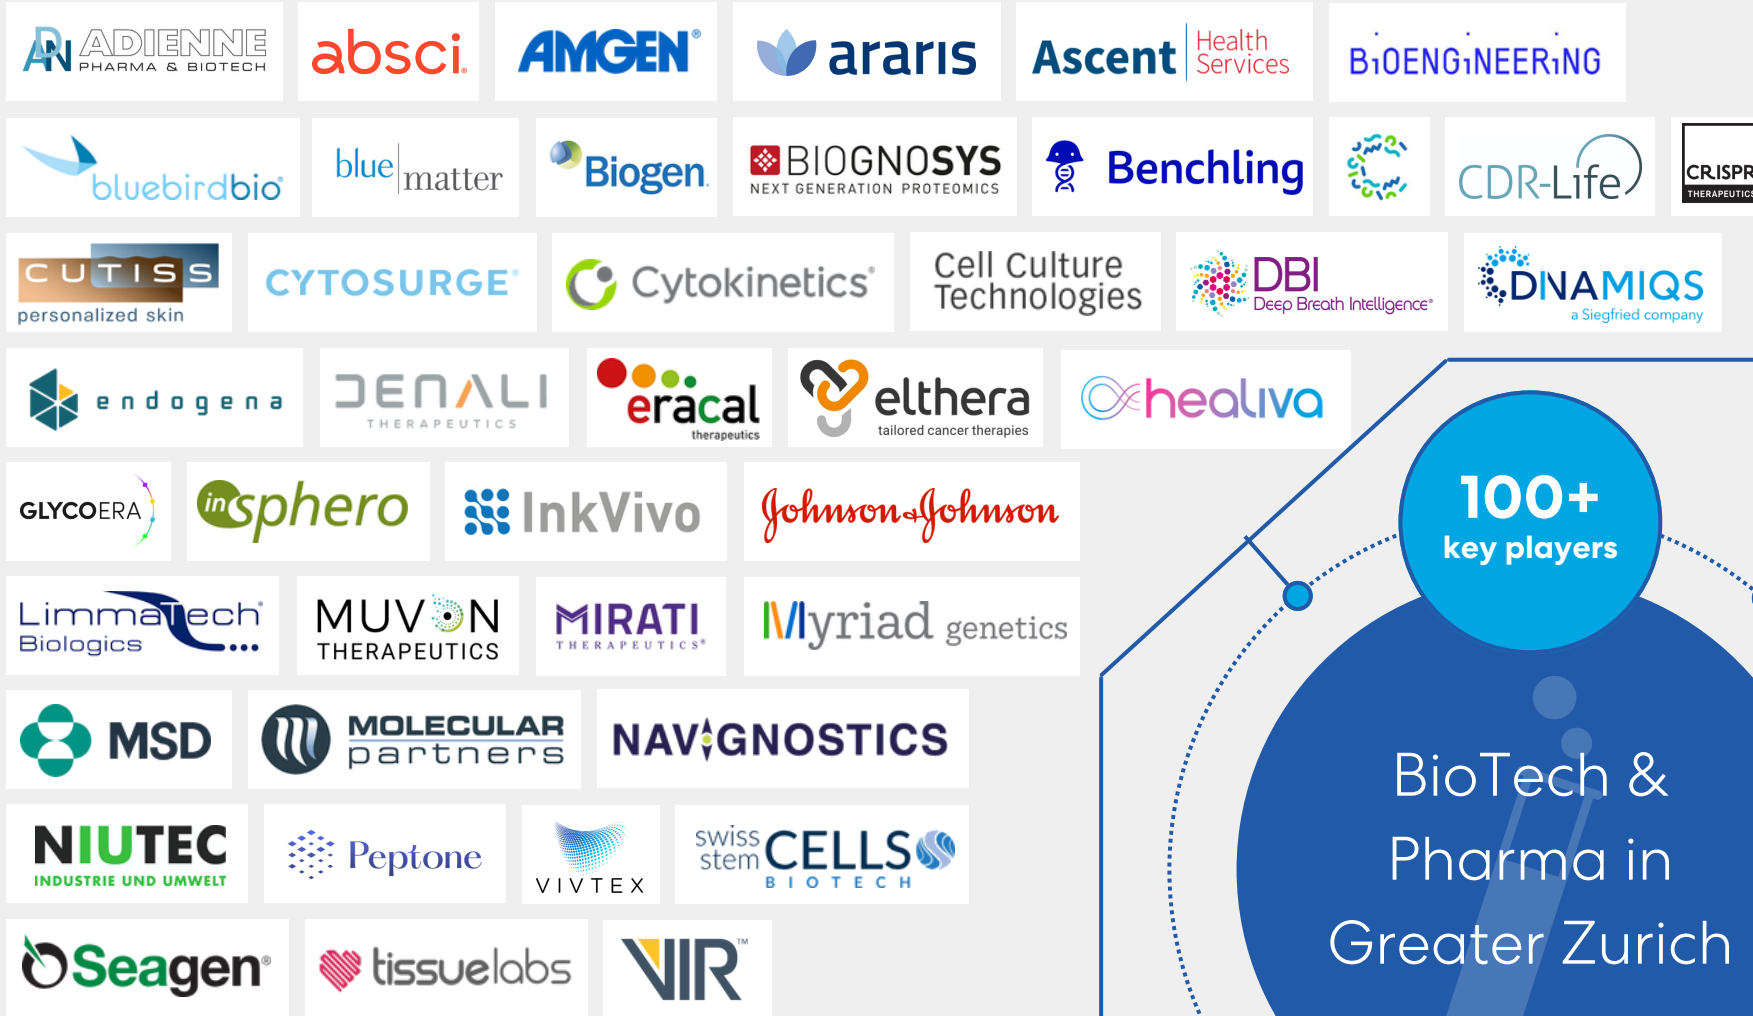 ADN ADIENNE
PHARMA & BIOTECH
absci®
AMGEN®
araris
Ascent Health Services
BiOENGiNEERiNG
bluebirdbio®
blue matter
Biogen.
BIOGNOSYS
NEXT GENERATION PROTEOMICS
Benchling
CDR-Life
CRISPR
THERAPEUTICS
CUTISS
personalized skin
CYTOSURGE®
Cytokinetics®
Cell Culture
Technologies
DBI
Deep Breath Intelligence®
DNAMIQS
a Siegfried company
endogena
DENALI
THERAPEUTICS
eracal
therapeutics
elthera
tailored cancer therapies
healiva
GLYCOERA
insphero
InkVivo
Johnson&Johnson
LimmaTech®
Biologics
MUVON
THERAPEUTICS
MIRATI
THERAPEUTICS®
Myriad genetics
MSD
MOLECULAR
partners
NAVIGNOSTICS
NIUTEC
INDUSTRIE UND UMWELT
Peptone
VIVTEX
swiss
stem CELLS
BIOTECH
Seagen®
tissuelabs
VIR™
100+
key players
BioTech &
Pharma in
Greater Zurich